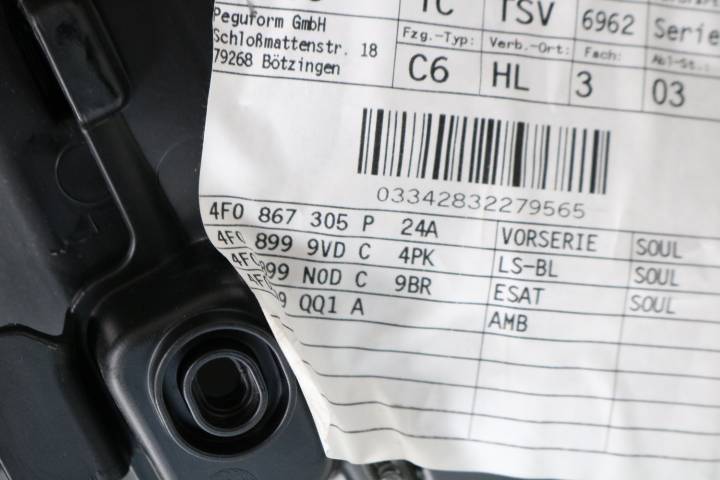 Peguform GmbH
Schloßmattenstr. 18
79268 Bötzingen
TC TSV 6962 Serie
Fzg.-Typ: Verb.-Ort: Fach:
C6 HL 3 03
03342832279565
4F0 867 305 P 24A VORSERIE SOUL
4F0 899 9VD C 4PK LS-BL SOUL
4F0 899 N0D C 9BR ESAT SOUL
QQ1 A AMB